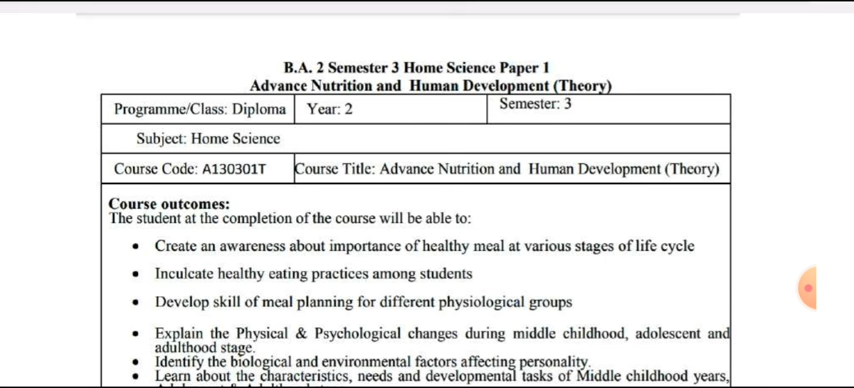 B.A. 2 Semester 3 Home Science Paper 1
Advance Nutrition and Human Development (Theory)
Programme/Class: Diploma Year: 2 Semester: 3
Subject: Home Science
Course Code: A130301T Course Title: Advance Nutrition and Human Development (Theory)
Course outcomes:
The student at the completion of the course will be able to:
• Create an awareness about importance of healthy meal at various stages of life cycle
• Inculcate healthy eating practices among students
• Develop skill of meal planning for different physiological groups
• Explain the Physical & Psychological changes during middle childhood, adolescent and
adulthood stage.
• Identify the biological and environmental factors affecting personality.
• Learn about the characteristics, needs and developmental tasks of Middle childhood years,